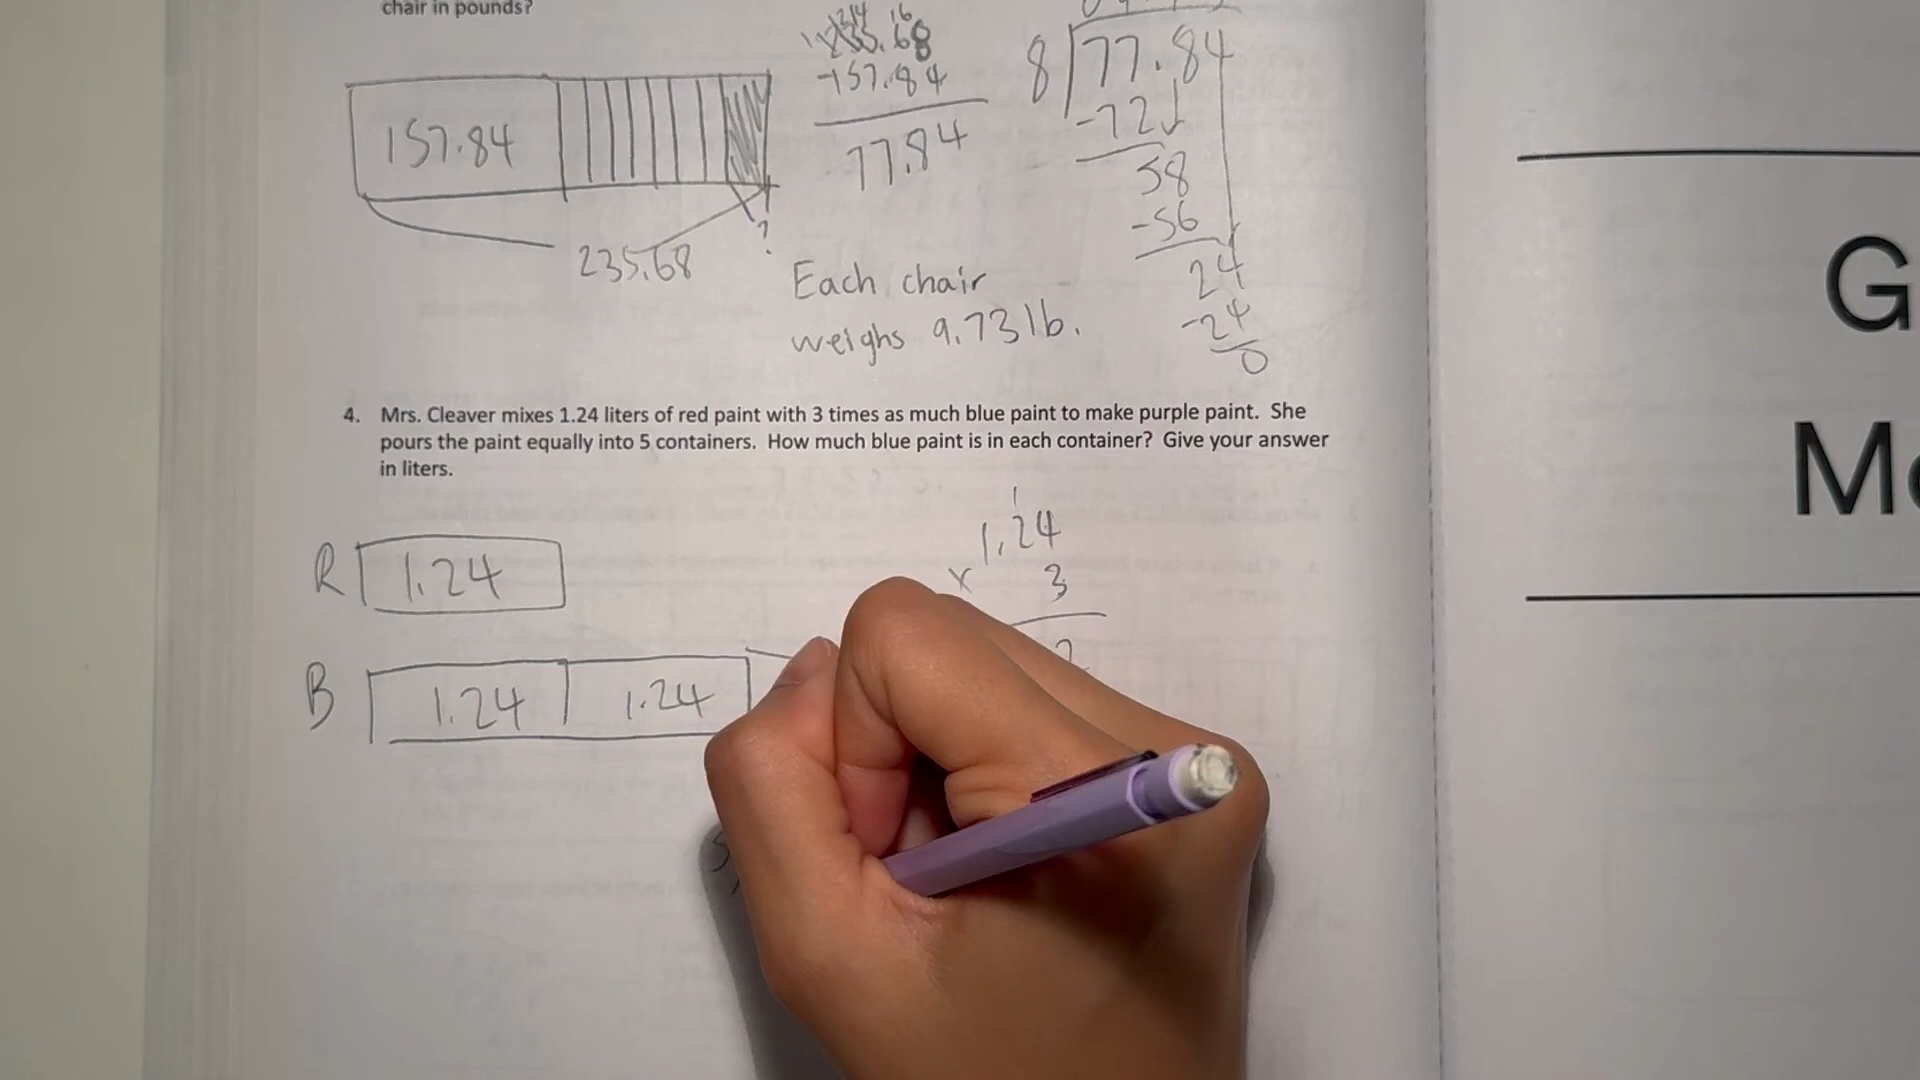 chair in pounds?
157.84
235.68
235.68
-157.84
77.84
8 77.84
-72
58
-56
24
-24
0
Each chair
weighs 9.73 lb.
4. Mrs. Cleaver mixes 1.24 liters of red paint with 3 times as much blue paint to make purple paint. She
pours the paint equally into 5 containers. How much blue paint is in each container? Give your answer
in liters.
R 1.24
B 1.24 1.24
1
1.24
x 3
2
G